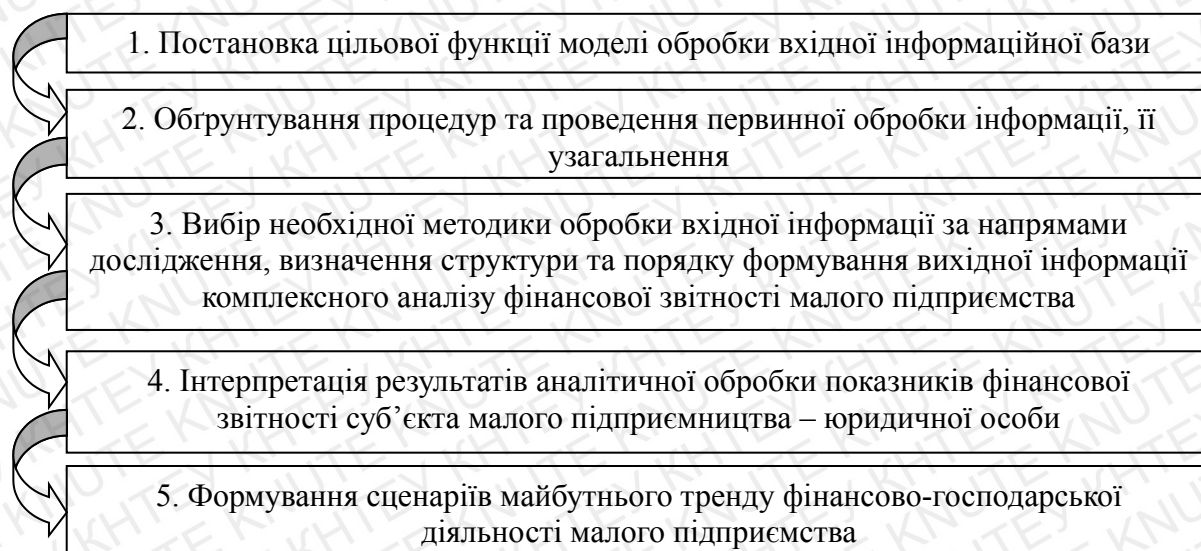 1. Постановка цільової функції моделі обробки вхідної інформаційної бази
2. Обґрунтування процедур та проведення первинної обробки інформації, її
узагальнення
3. Вибір необхідної методики обробки вхідної інформації за напрямами
дослідження, визначення структури та порядку формування вихідної інформації
комплексного аналізу фінансової звітності малого підприємства
4. Інтерпретація результатів аналітичної обробки показників фінансової
звітності суб’єкта малого підприємництва – юридичної особи
5. Формування сценаріїв майбутнього тренду фінансово-господарської
діяльності малого підприємства